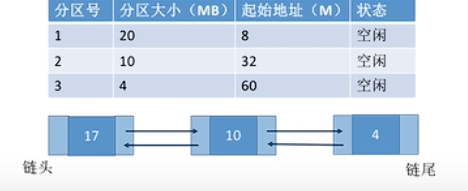 分区号 分区大小（MB） 起始地址（M） 状态
1 20 8 空闲
2 10 32 空闲
3 4 60 空闲
17 10 4
链头 链尾